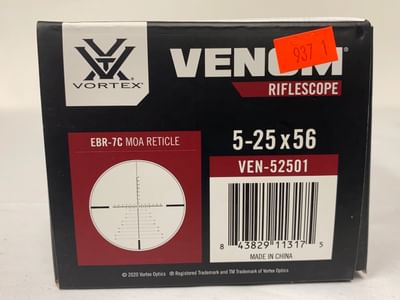 VORTEX®
VENOM®
937 1
RIFLESCOPE
EBR-7C MOA RETICLE
5-25x56
VEN-52501
8 43829 11317 5
MADE IN CHINA
© 2020 Vortex Optics ® Registered Trademark and TM Trademark of Vortex Optics.